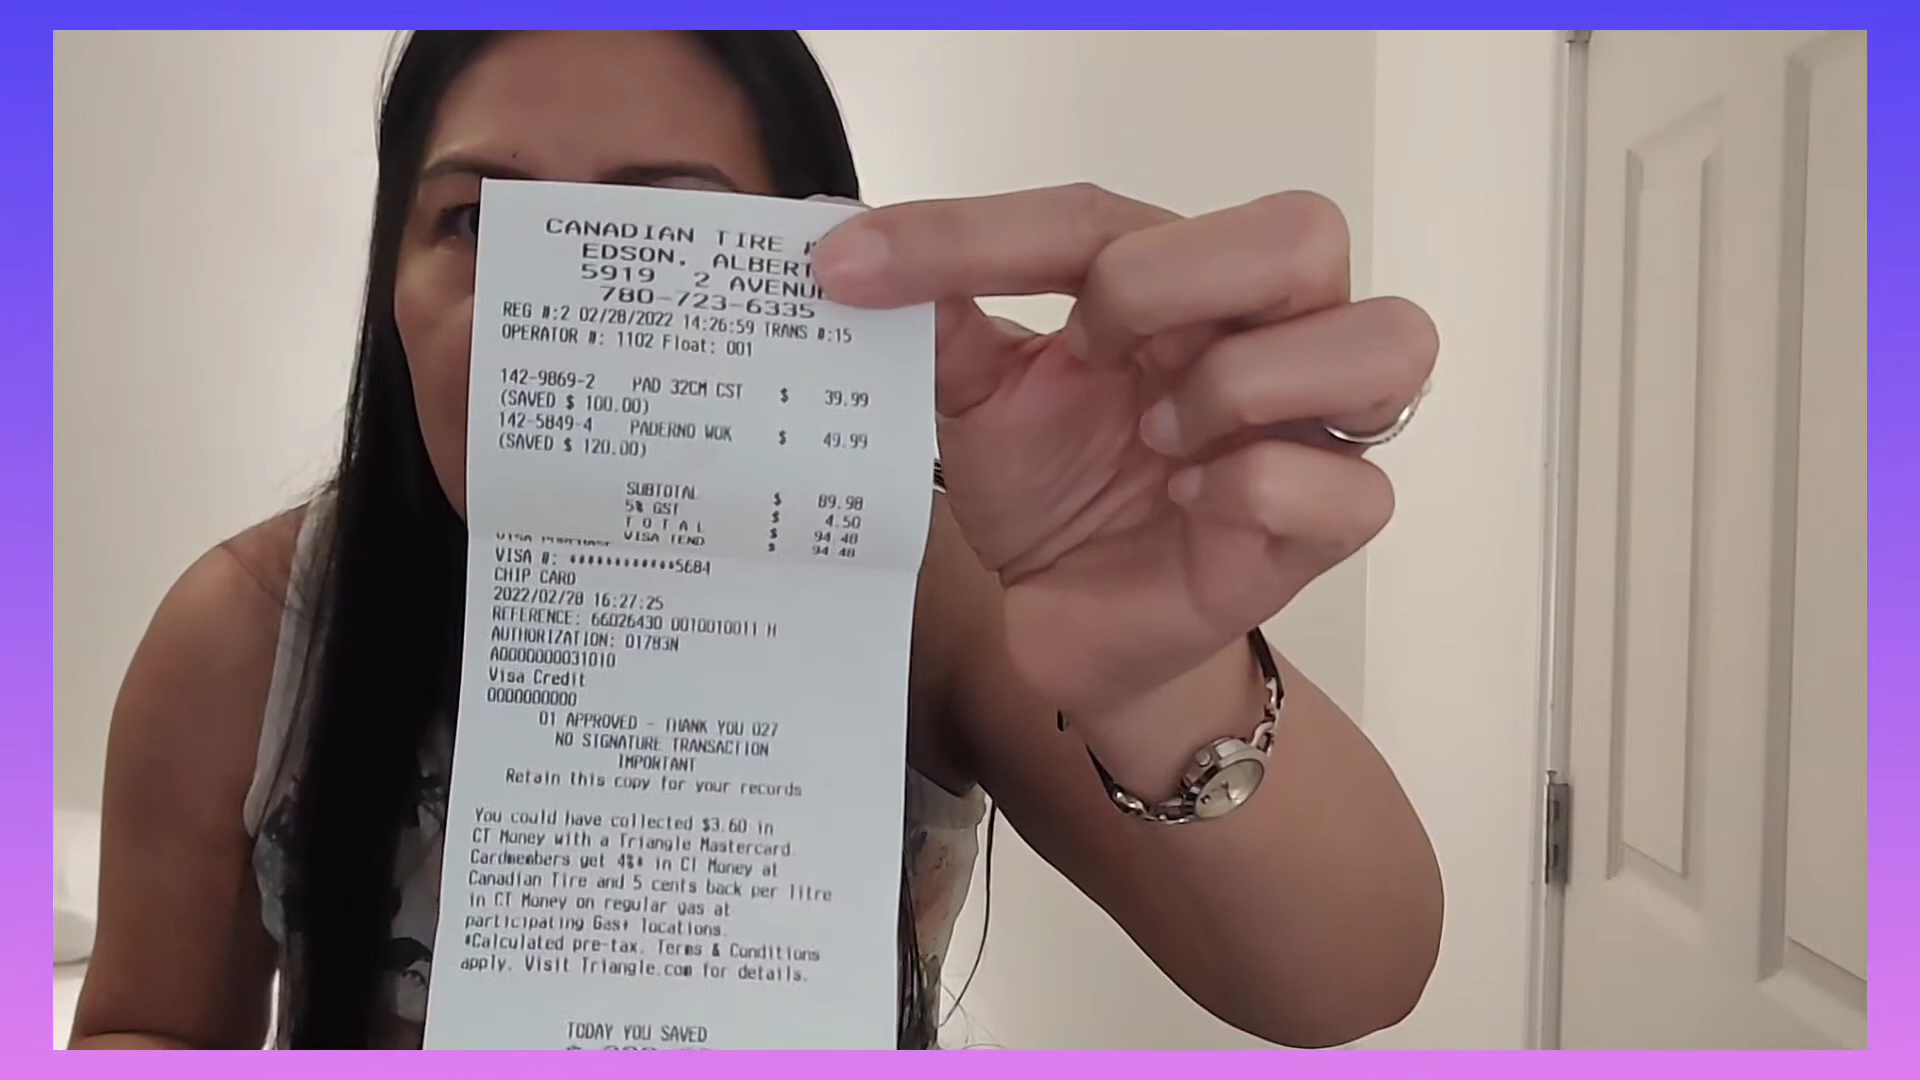 CANADIAN TIRE
EDSON, ALBERT
5919 2 AVENUE
780-723-6335
REG #:2 02/28/2022 14:26:59 TRANS #:15
OPERATOR #: 1102 Float: 001
142-9869-2 PAD 32CM CST $ 39.99
(SAVED $ 100.00)
142-5849-4 PADERNO WOK $ 49.99
(SAVED $ 120.00)
SUBTOTAL $ 89.98
5% GST $ 4.50
T O T A L $ 94.48
VISA TEND $ 94.48
VISA PURCHASE
VISA #: ************5684
CHIP CARD
2022/02/28 16:27:25
REFERENCE: 66026430 0010010011 H
AUTHORIZATION: 01783N
A0000000031010
Visa Credit
0000000000
01 APPROVED - THANK YOU 027
NO SIGNATURE TRANSACTION
IMPORTANT
Retain this copy for your records
You could have collected $3.60 in
CT Money with a Triangle Mastercard.
Cardmembers get 4%* in CT Money at
Canadian Tire and 5 cents back per litre
in CT Money on regular gas at
participating Gas+ locations.
*Calculated pre-tax. Terms & Conditions
apply. Visit Triangle.com for details.
TODAY YOU SAVED